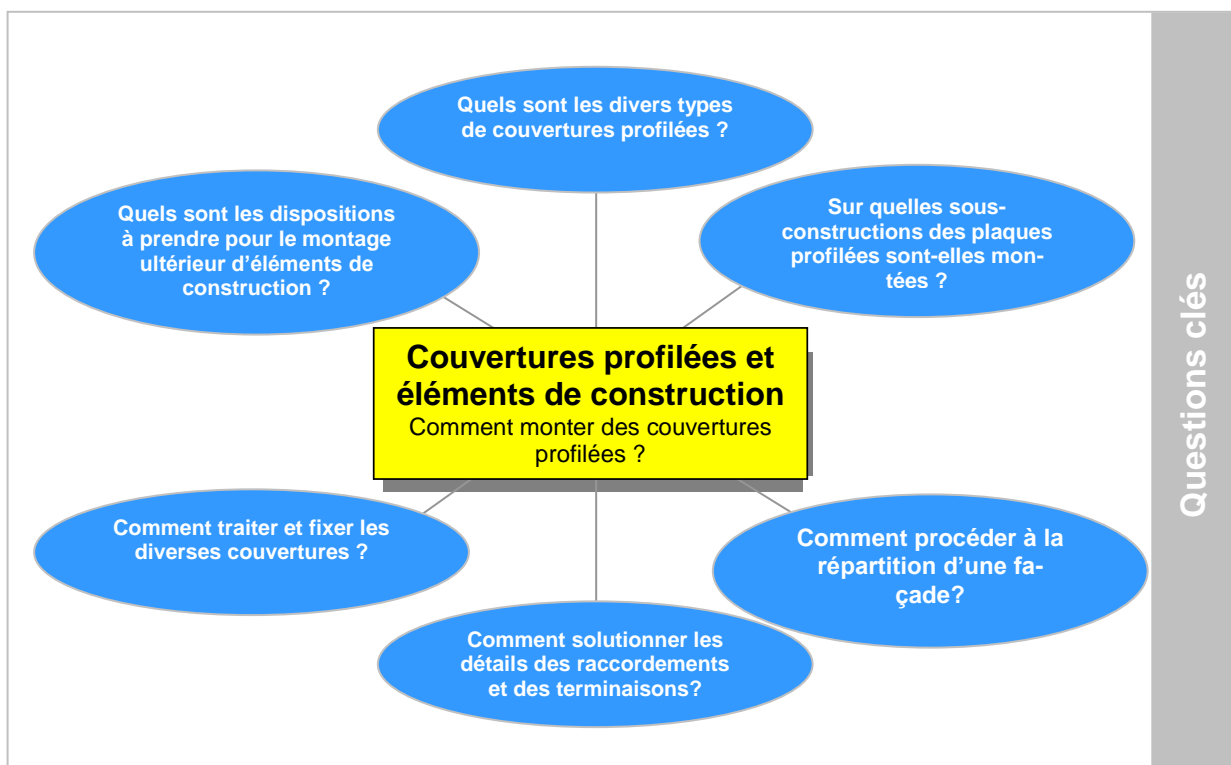 Quels sont les divers types
de couvertures profilées ?
Quels sont les dispositions
à prendre pour le montage
ultérieur d'éléments de
construction ?
Sur quelles sous-
constructions des plaques
profilées sont-elles mon-
tées ?
Couvertures profilées et
éléments de construction
Comment monter des couvertures
profilées ?
Comment traiter et fixer les
diverses couvertures ?
Comment procéder à la
répartition d'une fa-
çade?
Comment solutionner les
détails des raccordements
et des terminaisons?
Questions clés